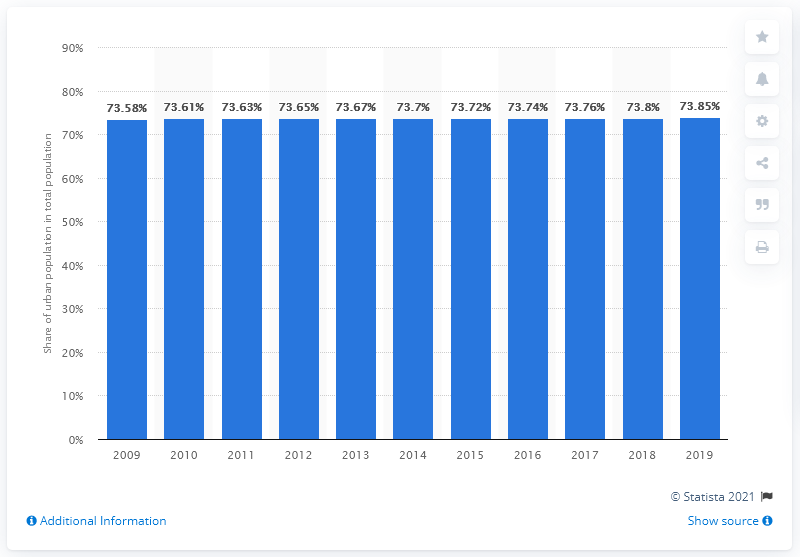 90%
80%
70%
60%
50%
40%
30%
20%
10%
0%
Share of urban population in total population
73.58% 73.61% 73.63% 73.65% 73.67% 73.7% 73.72% 73.74% 73.76% 73.8% 73.85%
2009 2010 2011 2012 2013 2014 2015 2016 2017 2018 2019
© Statista 2021
Additional Information
Show source